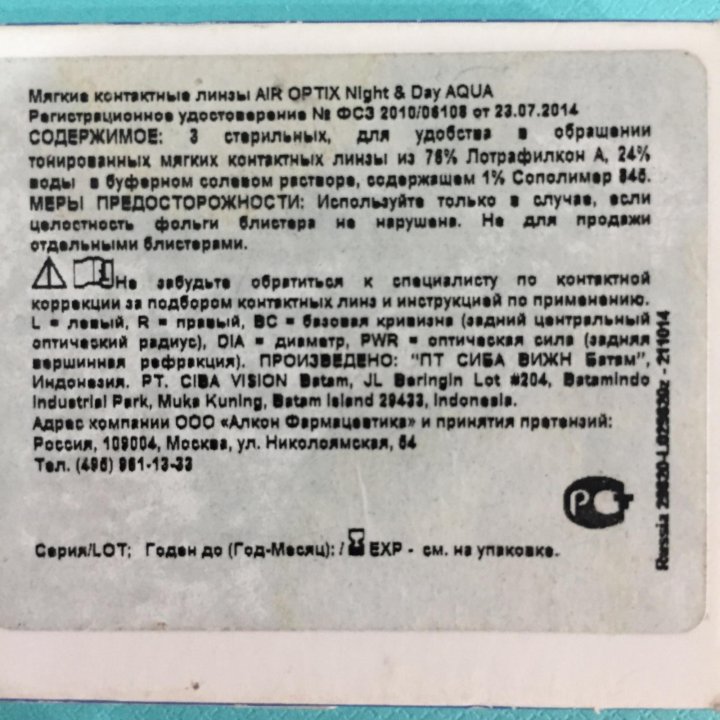 Мягкие контактные линзы AIR OPTIX Night & Day AQUA
Регистрационное удостоверение № ФСЗ 2010/06108 от 23.07.2014
СОДЕРЖИМОЕ: 3 стерильных, для удобства в обращении
тонированных мягких контактных линзы из 76% Лотрафилкон А, 24%
воды в буферном солевом растворе, содержащем 1% Сополимер 845.
МЕРЫ ПРЕДОСТОРОЖНОСТИ: Используйте только в случае, если
целостность фольги блистера не нарушена. Не для продажи
отдельными блистерами.
Не забудьте обратиться к специалисту по контактной
коррекции за подбором контактных линз и инструкцией по применению.
L = левый, R = правый, BC = базовая кривизна (задний центральный
оптический радиус), DIA = диаметр, PWR = оптическая сила (задняя
вершинная рефракция). ПРОИЗВЕДЕНО: "ПТ СИБА ВИЖН Батам",
Индонезия. PT. CIBA VISION Batam, JL Beringin Lot #204, Batamindo
Industrial Park, Muka Kuning, Batam Island 29433, Indonesia.
Адрес компании ООО «Алкон Фармацевтика» и принятия претензий:
Россия, 109004, Москва, ул. Николоямская, 54
Тел. (495) 961-13-33
РСТ
Серия/LOT; Годен до (Год-Месяц): / EXP - см. на упаковке.
Russia - 211014